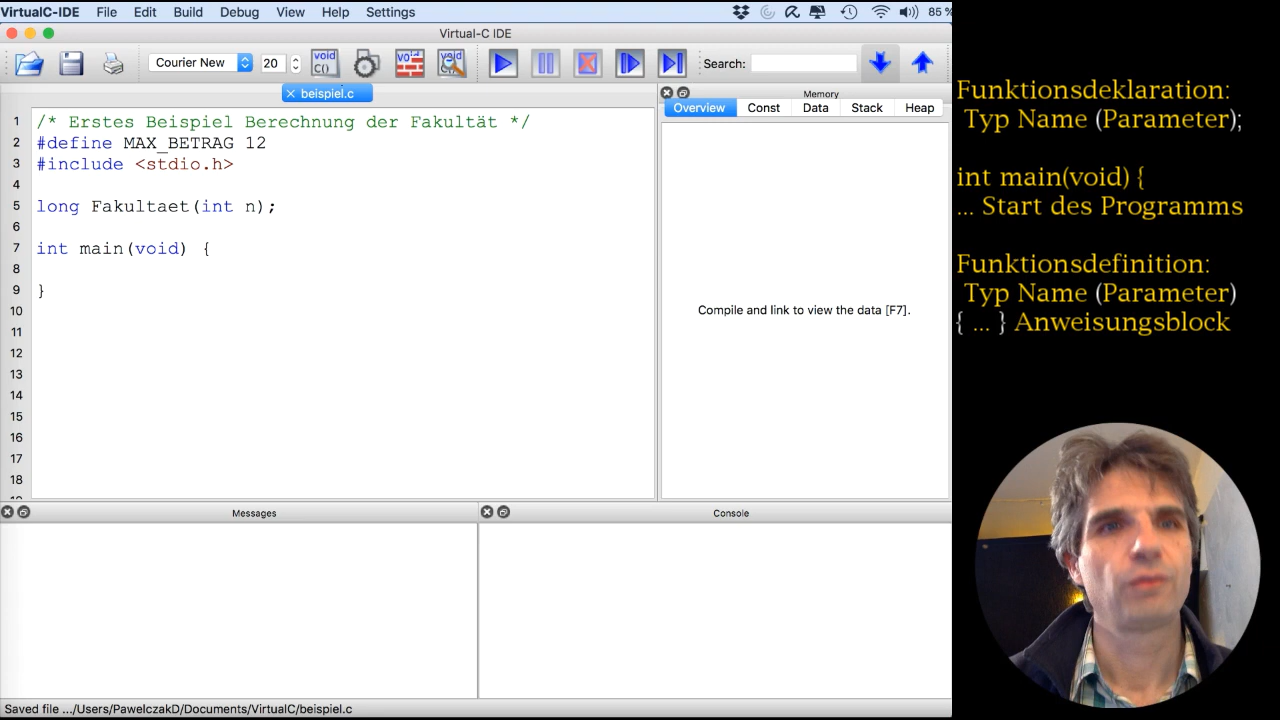 VirtualC-IDE File Edit Build Debug View Help Settings 85 %
Virtual-C IDE
Courier New 20 void C() Search:
beispiel.c
Memory
Overview Const Data Stack Heap
1 /* Erstes Beispiel Berechnung der Fakultät */
2 #define MAX_BETRAG 12
3 #include <stdio.h>
4
5 long Fakultaet(int n);
6
7 int main(void) {
8
9 }
10
11
12
13
14
15
16
17
18
Compile and link to view the data [F7].
Messages
Console
Saved file .../Users/PawelczakD/Documents/VirtualC/beispiel.c
Funktionsdeklaration:
Typ Name (Parameter);
int main(void) {
... Start des Programms
Funktionsdefinition:
Typ Name (Parameter)
{ ... } Anweisungsblock